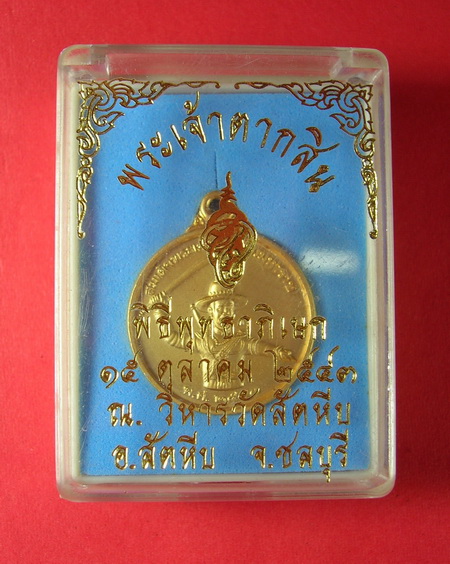 พระเจ้าตากสิน
พิธีพุทธาภิเษก
๑๕ ตุลาคม ๒๕๔๓
ณ. วิหารวัดสัตหีบ
อ.สัตหีบ จ.ชลบุรี